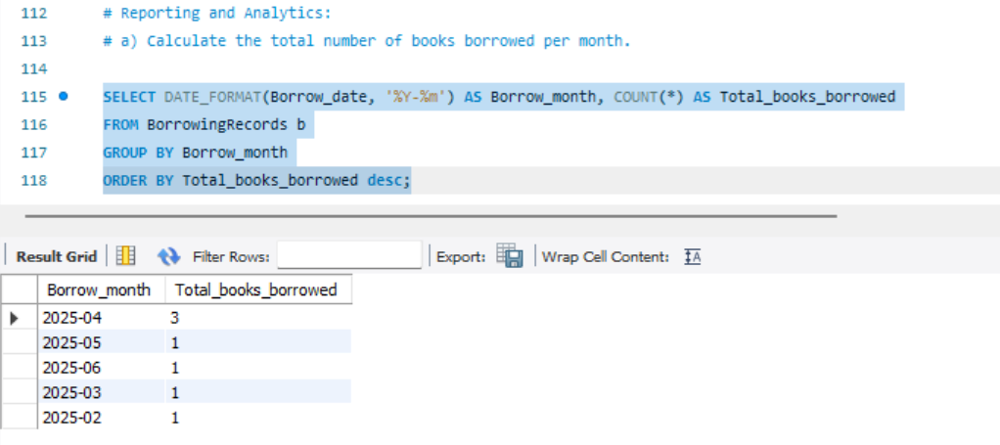 112 # Reporting and Analytics:
113 # a) Calculate the total number of books borrowed per month.
114
115 SELECT DATE_FORMAT(Borrow_date, '%Y-%m') AS Borrow_month, COUNT(*) AS Total_books_borrowed
116 FROM BorrowingRecords b
117 GROUP BY Borrow_month
118 ORDER BY Total_books_borrowed desc;
Result Grid Filter Rows: Export: Wrap Cell Content: IA
Borrow_month Total_books_borrowed
2025-04 3
2025-05 1
2025-06 1
2025-03 1
2025-02 1